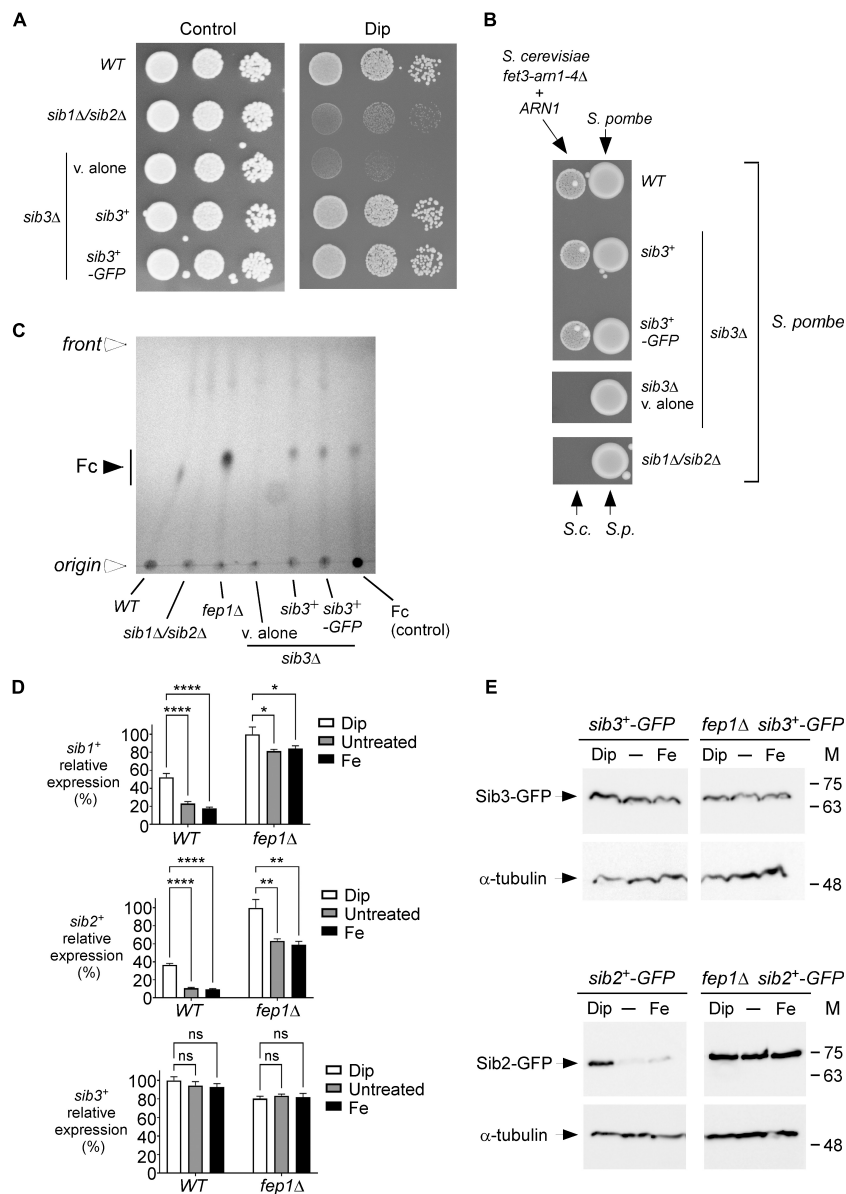 A
Control
Dip
WT
sib1Δ/sib2Δ
v. alone
sib3Δ
sib3+
sib3+
-GFP
B
S. cerevisiae
fet3-arn1-4Δ
+
ARN1
S. pombe
WT
sib3+
sib3+
-GFP
sib3Δ
S. pombe
sib3Δ
v. alone
sib1Δ/sib2Δ
S.c.
S.p.
C
front
Fc
origin
WT
sib1Δ/sib2Δ
fep1Δ
v. alone
sib3+
sib3+
-GFP
Fc
(control)
sib3Δ
D
sib1+
relative
expression
(%)
100
80
60
40
20
0
****
****
*
*
WT
fep1Δ
Dip
Untreated
Fe
sib2+
relative
expression
(%)
100
80
60
40
20
0
****
****
**
**
WT
fep1Δ
Dip
Untreated
Fe
sib3+
relative
expression
(%)
100
80
60
40
20
0
ns
ns
ns
ns
WT
fep1Δ
Dip
Untreated
Fe
E
sib3+-GFP
fep1Δ sib3+-GFP
Dip – Fe
Dip – Fe
M
Sib3-GFP
75
63
α-tubulin
48
sib2+-GFP
fep1Δ sib2+-GFP
Dip – Fe
Dip – Fe
M
Sib2-GFP
75
63
α-tubulin
48